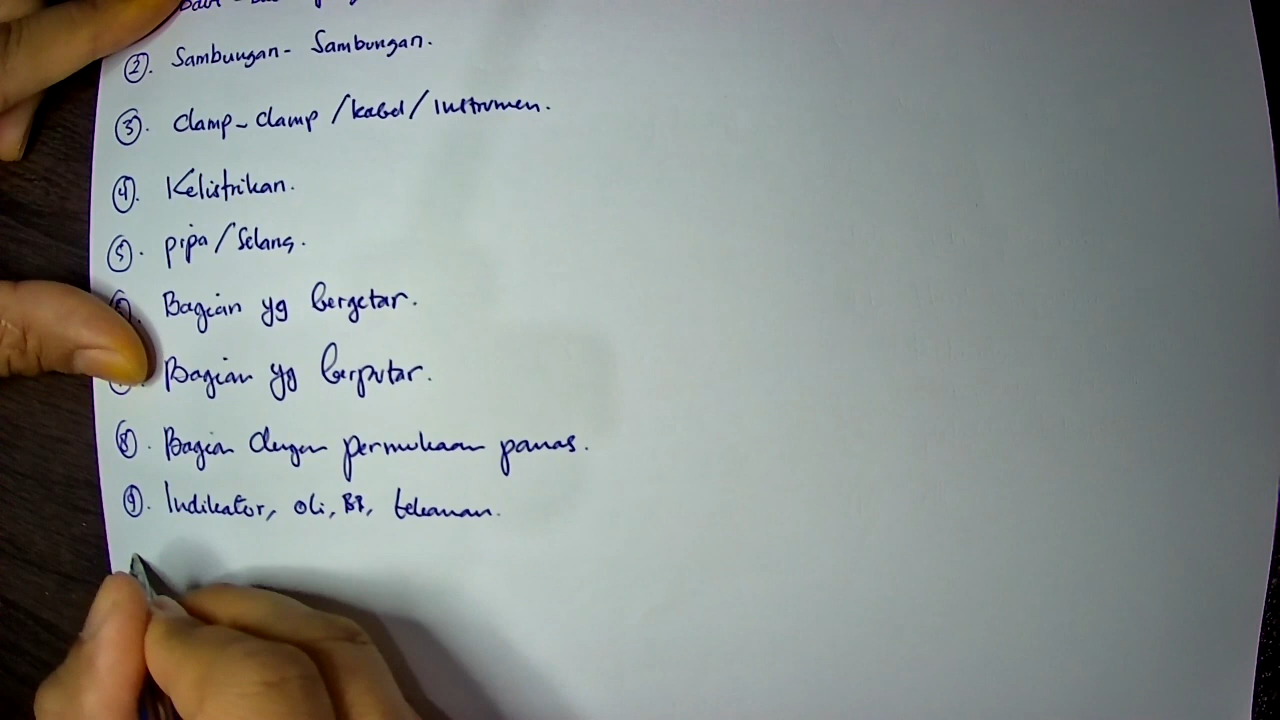 ②. Sambungan - Sambungan.
③. clamp - clamp / kabel / Instrumen.
④. Kelistrikan.
⑤. pipa / Selang.
Bagian yg bergetar.
Bagian yg berputar.
⑧. Bagian dengan permukaan panas.
⑨. Indikator, oli, BB, tekanan.